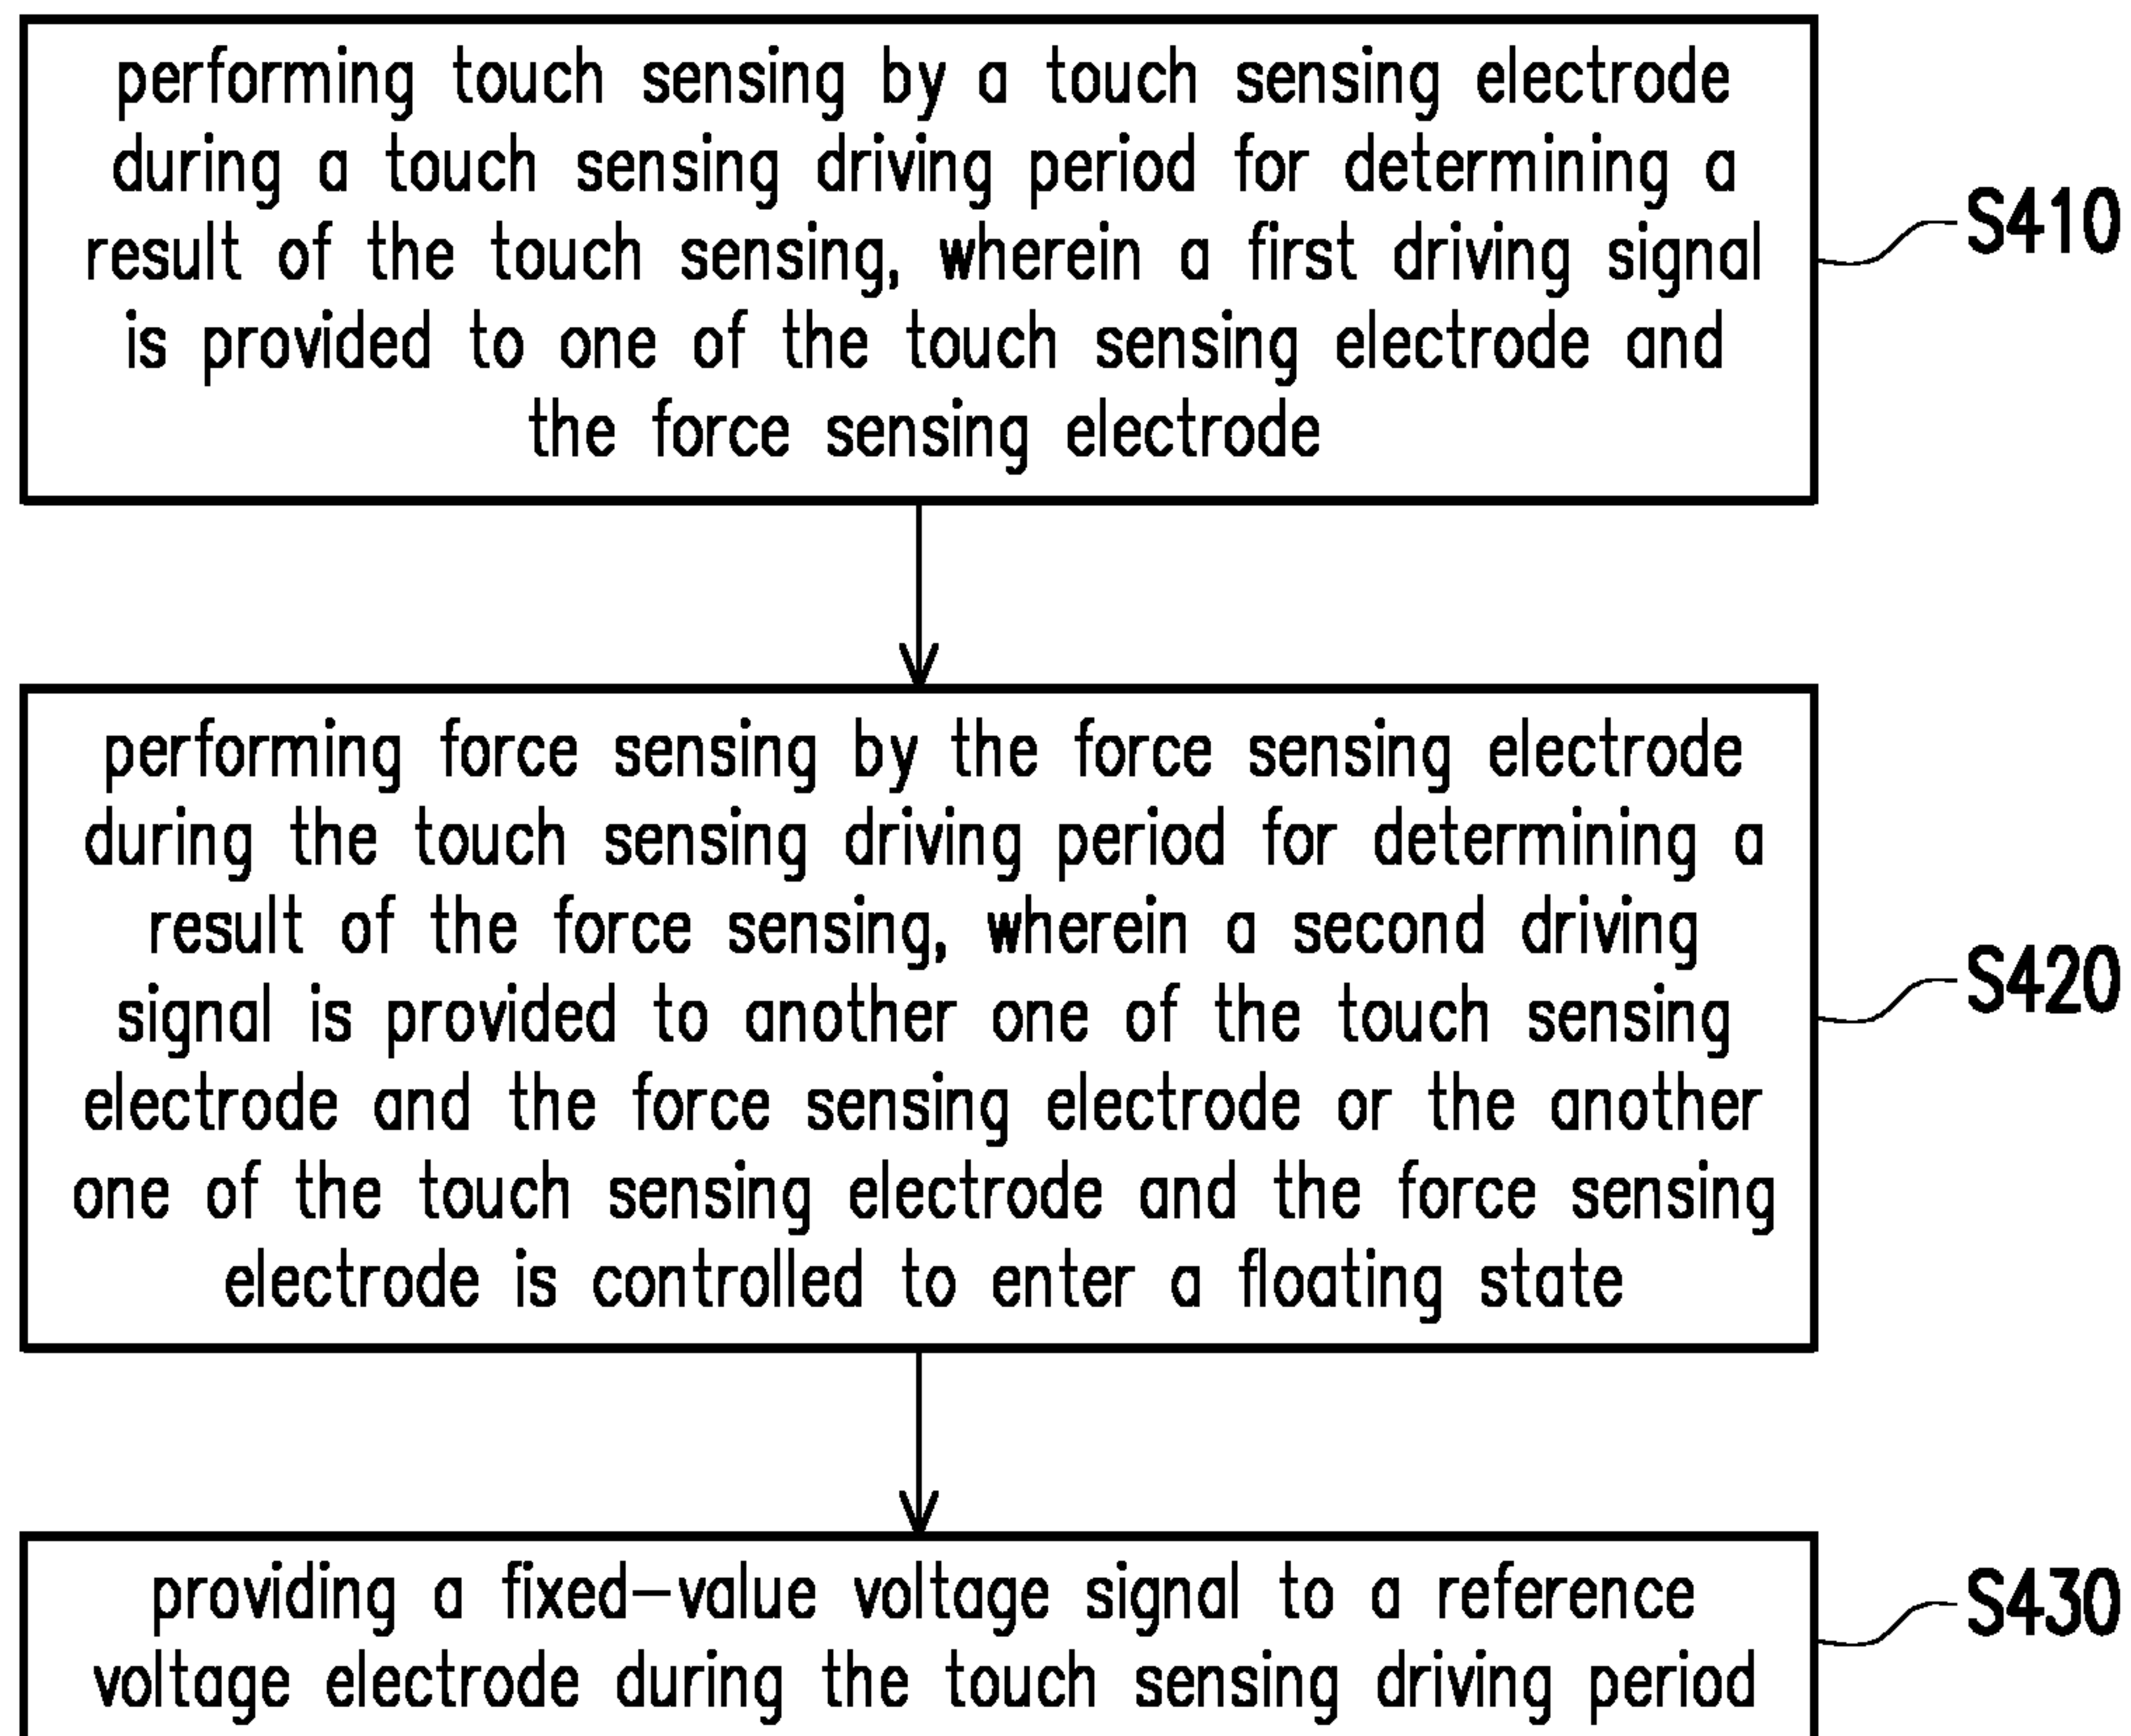 performing touch sensing by a touch sensing electrode
during a touch sensing driving period for determining a
result of the touch sensing, wherein a first driving signal
is provided to one of the touch sensing electrode and
the force sensing electrode
S410
performing force sensing by the force sensing electrode
during the touch sensing driving period for determining a
result of the force sensing, wherein a second driving
signal is provided to another one of the touch sensing
electrode and the force sensing electrode or the another
one of the touch sensing electrode and the force sensing
electrode is controlled to enter a floating state
S420
providing a fixed-value voltage signal to a reference
voltage electrode during the touch sensing driving period
S430